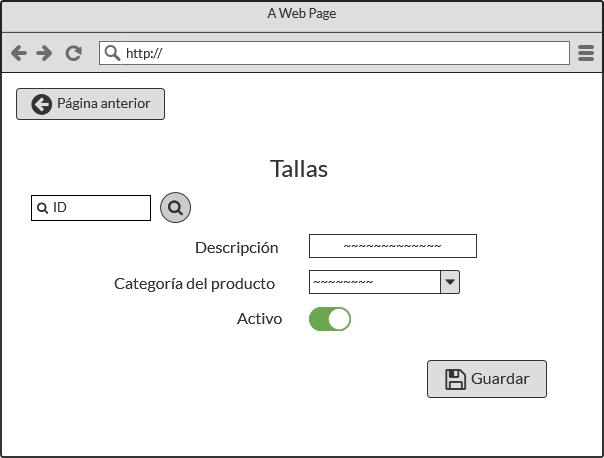 A Web Page
http://
Página anterior
Tallas
ID
Descripción ~~~~~~~~~~~~~
Categoría del producto ~~~~~~~~
Activo
Guardar